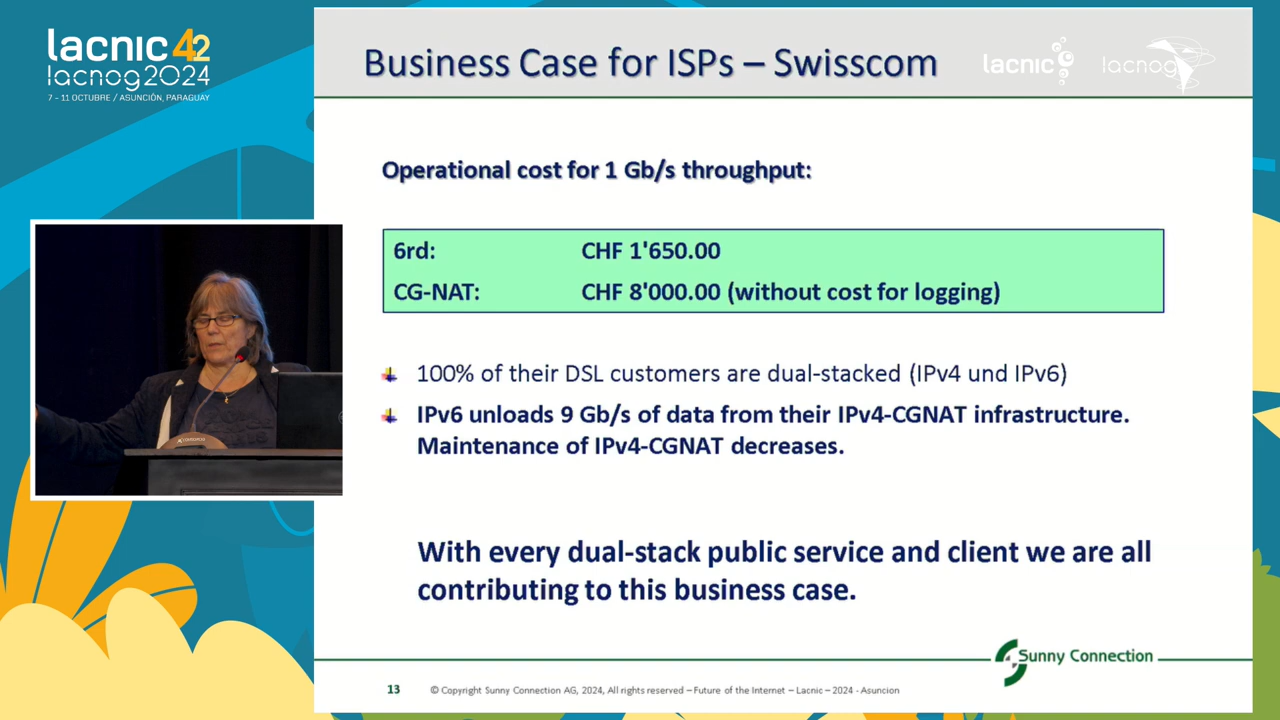 lacnic 42
lacnog 2024
7 - 11 OCTUBRE / ASUNCIÓN, PARAGUAY
Business Case for ISPs – Swisscom
lacnic
lacnog
Operational cost for 1 Gb/s throughput:
6rd: CHF 1'650.00
CG-NAT: CHF 8'000.00 (without cost for logging)
100% of their DSL customers are dual-stacked (IPv4 und IPv6)
IPv6 unloads 9 Gb/s of data from their IPv4-CGNAT infrastructure.
Maintenance of IPv4-CGNAT decreases.
With every dual-stack public service and client we are all
contributing to this business case.
Sunny Connection
13 © Copyright Sunny Connection AG, 2024, All rights reserved – Future of the Internet – Lacnic – 2024 - Asuncion